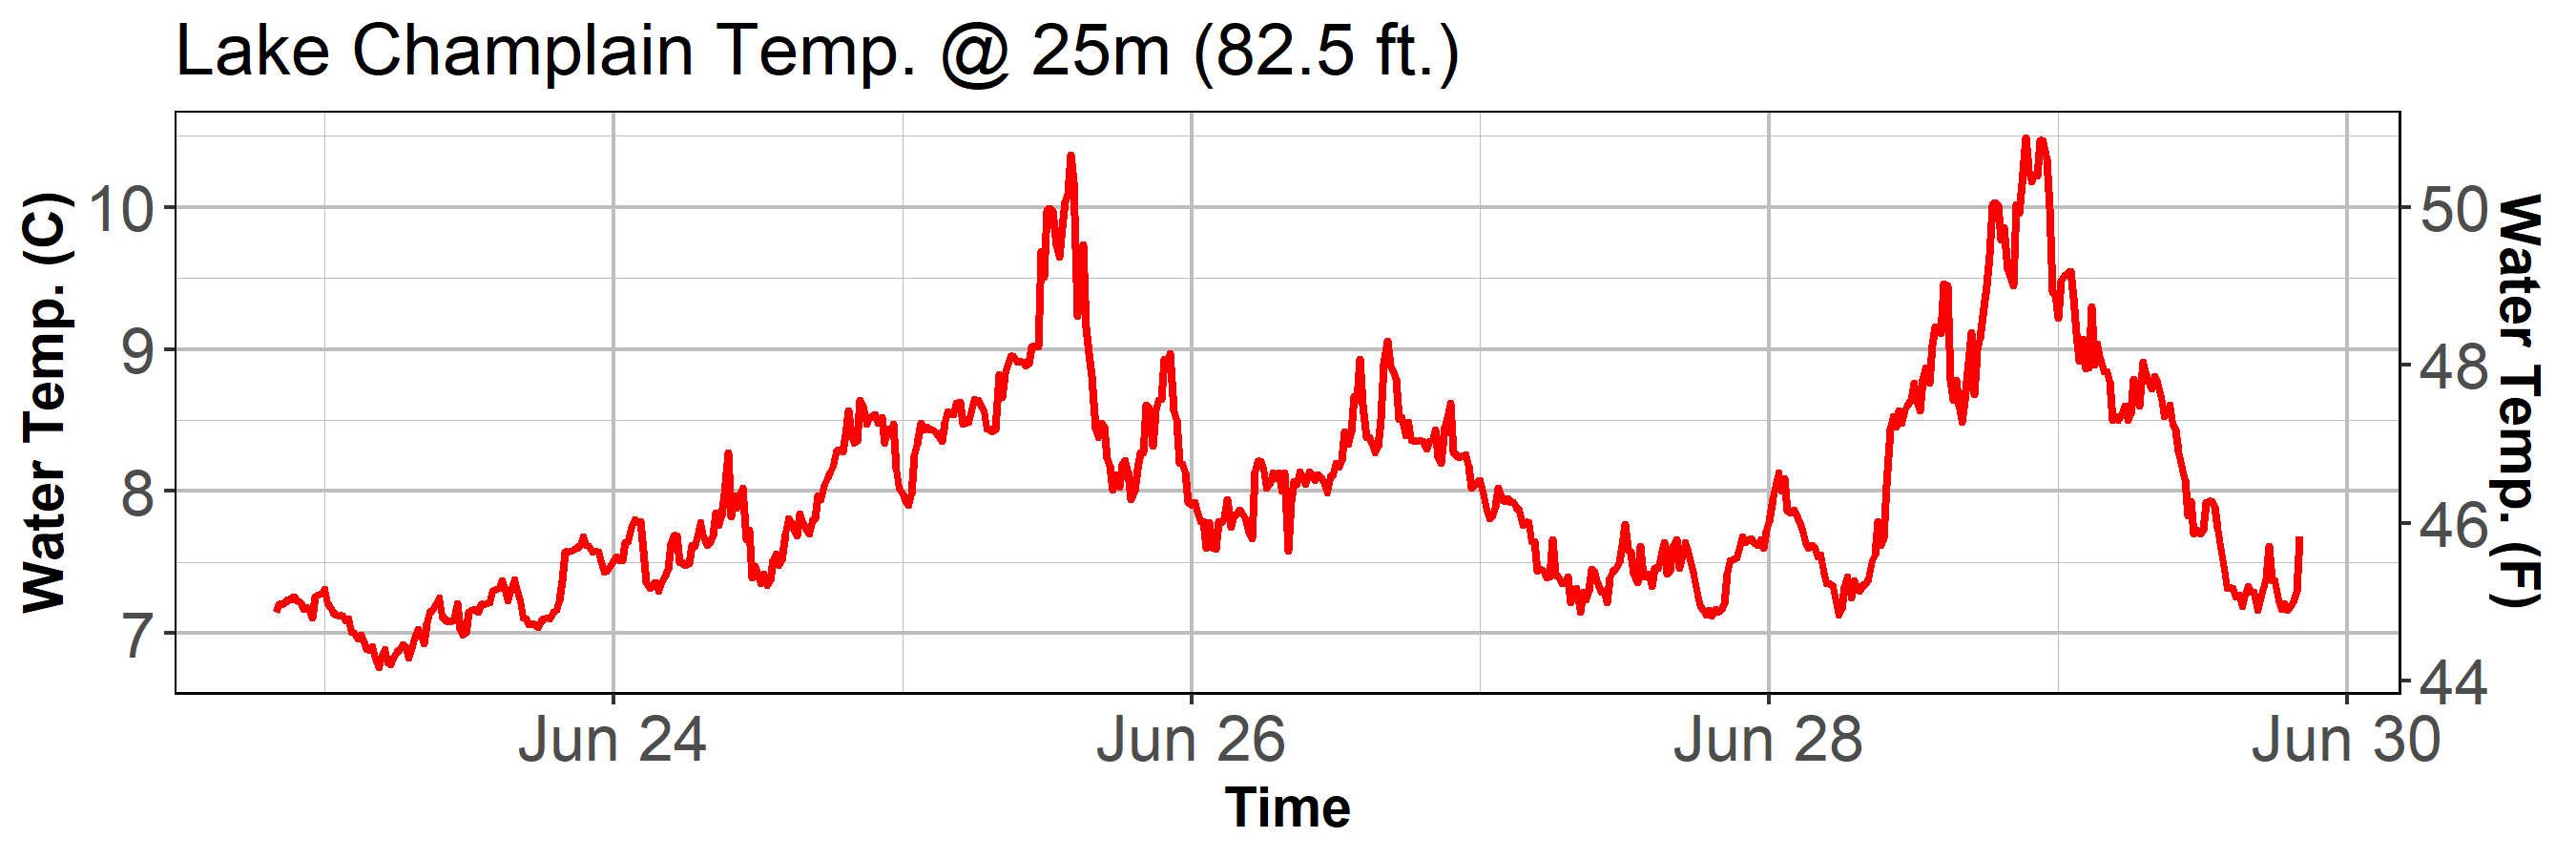 Lake Champlain Temp. @ 25m (82.5 ft.)
Water Temp. (C)
10
9
8
7
50
48
46
44
Water Temp. (F)
Jun 24 Jun 26 Jun 28 Jun 30
Time